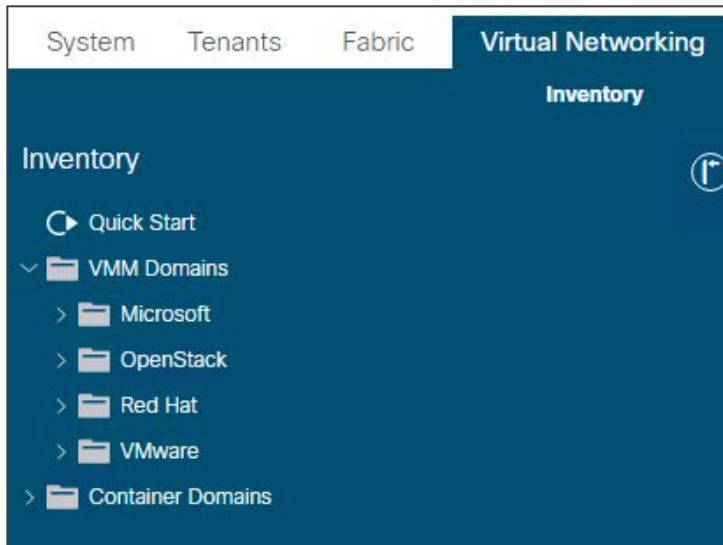 System Tenants Fabric Virtual Networking
Inventory
Inventory
Quick Start
VMM Domains
Microsoft
OpenStack
Red Hat
VMware
Container Domains